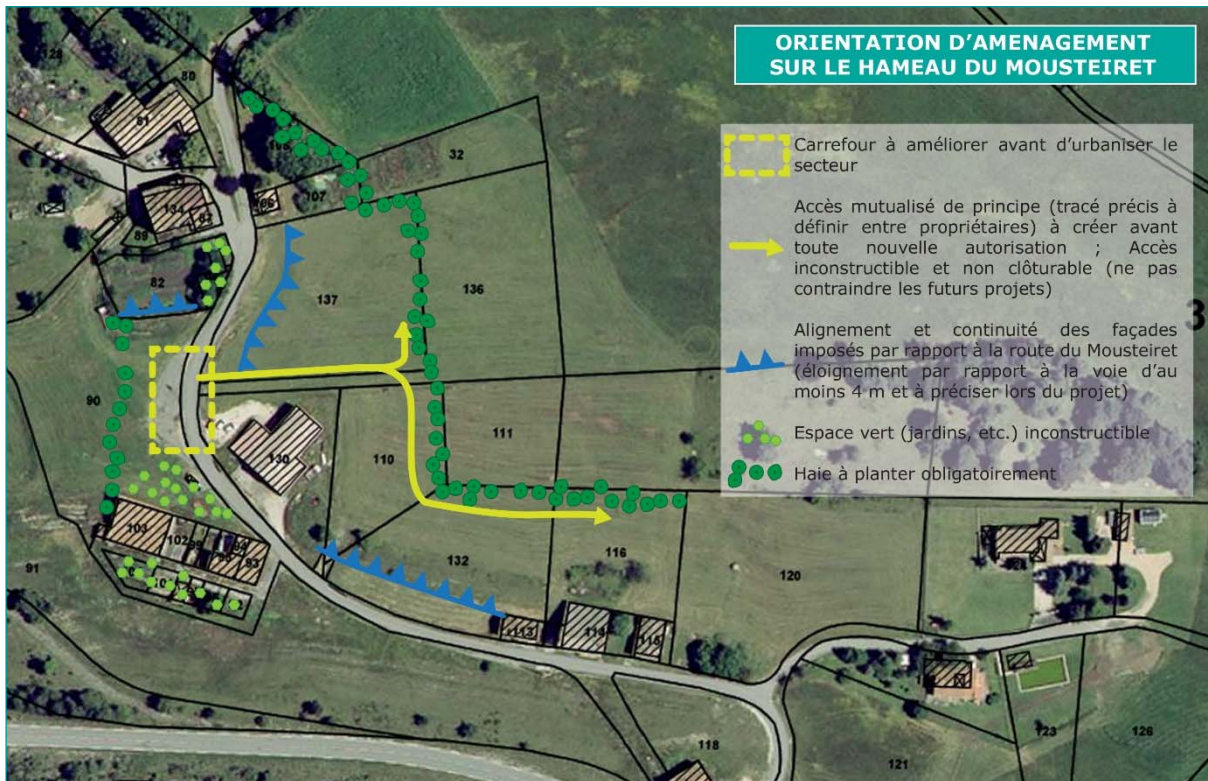 ORIENTATION D'AMENAGEMENT
SUR LE HAMEAU DU MOUSTEIRET
Carrefour à améliorer avant d'urbaniser le
secteur
Accès mutualisé de principe (tracé précis à
définir entre propriétaires) à créer avant
toute nouvelle autorisation ; Accès
inconstructible et non clôturable (ne pas
contraindre les futurs projets)
Alignement et continuité des façades
imposés par rapport à la route du Mousteiret
(éloignement par rapport à la voie d'au
moins 4 m et à préciser lors du projet)
Espace vert (jardins, etc.) inconstructible
Haie à planter obligatoirement
128
80
81
32
107
134
89
82
137
136
3
90
111
130
110
103
102
93
91
132
116
120
113
114
115
118
121
123
126